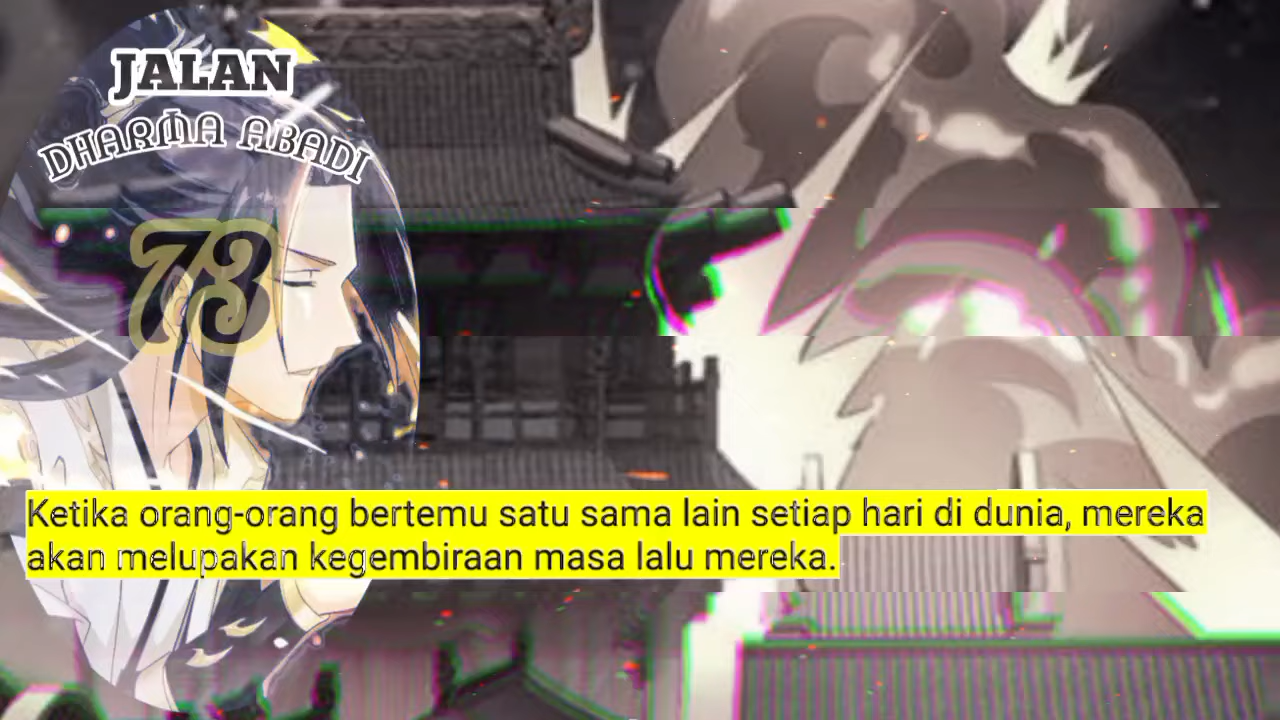 JALAN
DHARMA ABADI
73
Ketika orang-orang bertemu satu sama lain setiap hari di dunia, mereka
akan melupakan kegembiraan masa lalu mereka.